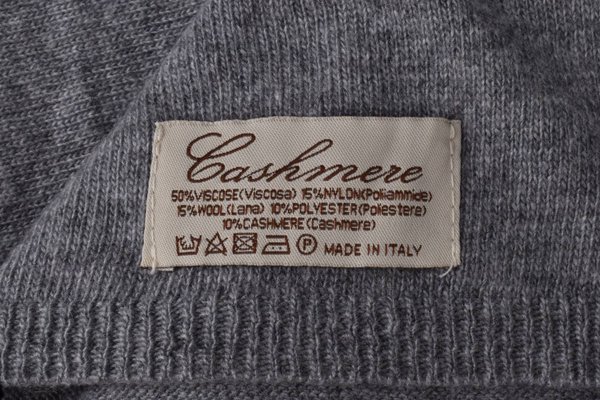 Cashmere
50%VISCOSE(Viscosa) 15%NYLON(Poliammide)
15%WOOL(Lana) 10%POLYESTER(Poliestere)
10%CASHMERE(Cashmere)
P MADE IN ITALY